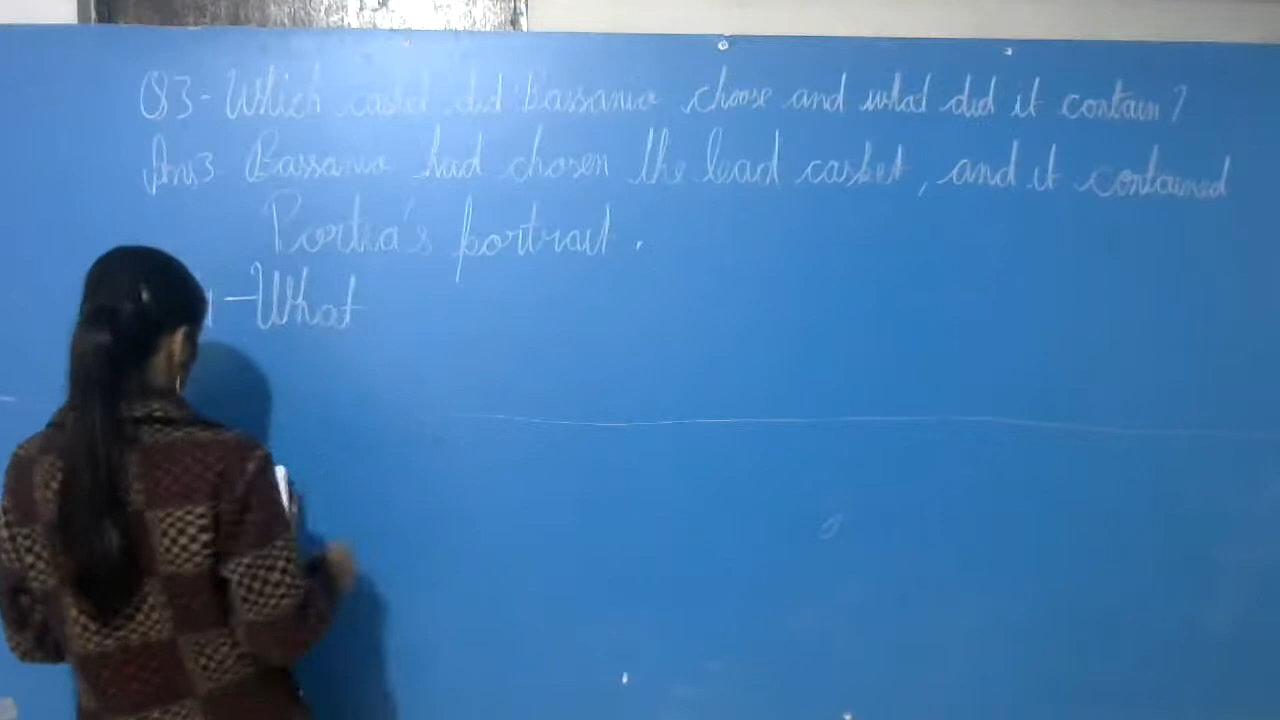 Q3- Which casket did Bassanio choose and what did it contain?
Ans3- Bassanio had chosen the lead casket, and it contained
Portia's portrait.
- What